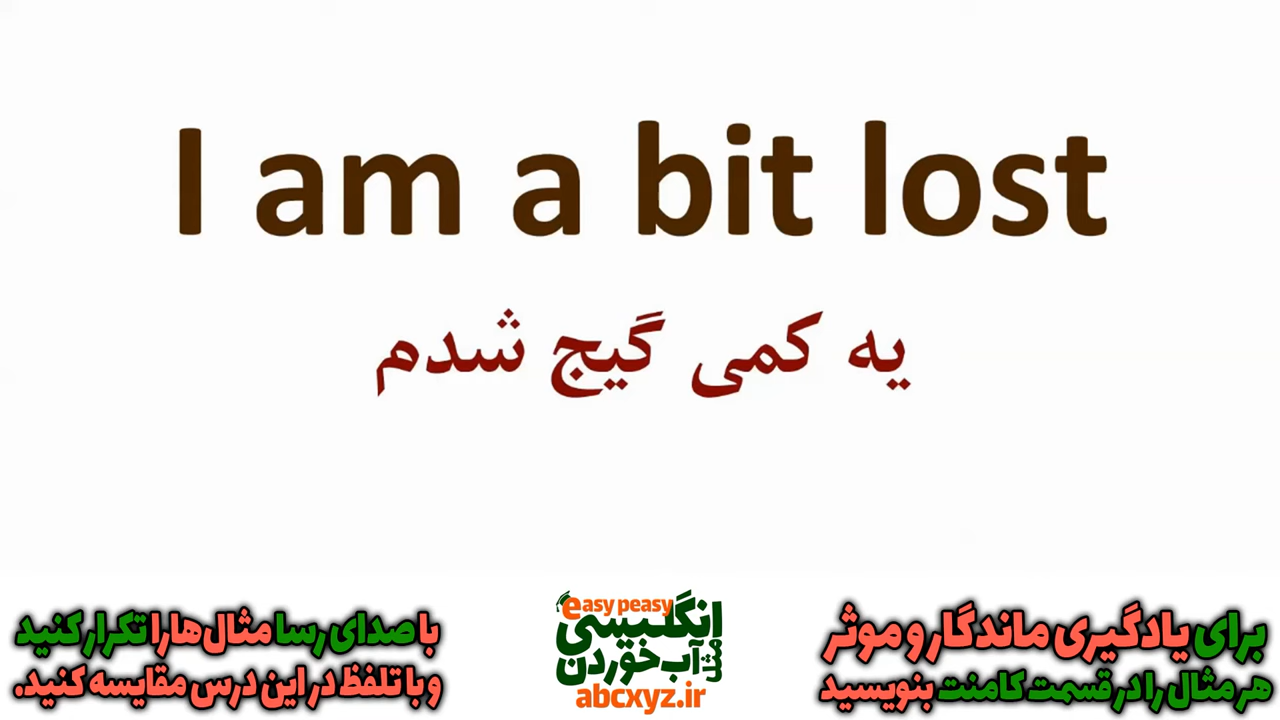 I am a bit lost
یه کمی گیج شدم
برای یادگیری ماندگار و موثر
هر مثال را در قسمت کامنت بنویسید
easy peasy
انگلیسی
مثل
آب خوردن
abcxyz.ir
با صدای رسا مثال‌ها را تکرار کنید
و با تلفظ در این درس مقایسه کنید.